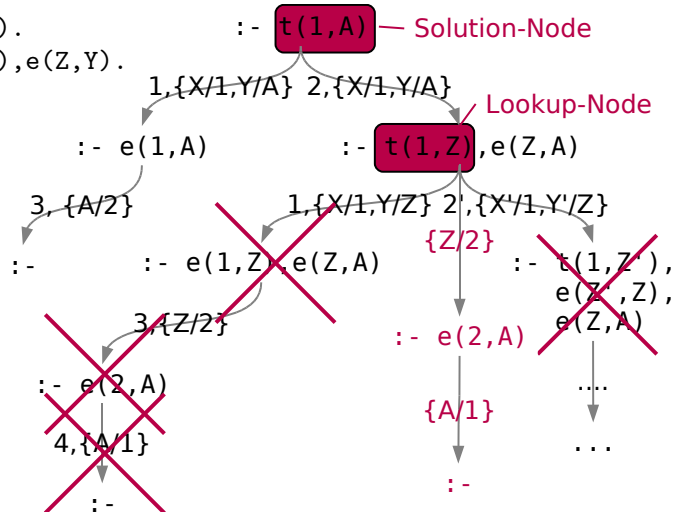 ).
:- t(1,A)
Solution-Node
),e(Z,Y).
1,{X/1,Y/A}
2,{X/1,Y/A}
Lookup-Node
:- e(1,A)
:- t(1,Z),e(Z,A)
3, {A/2}
1,{X/1,Y/Z}
2',{X'/1,Y'/Z}
{Z/2}
:-
:- e(1,Z),e(Z,A)
:- t(1,Z'),
e(Z',Z),
e(Z,A)
3,{Z/2}
:- e(2,A)
:- e(2,A)
....
{A/1}
4,{A/1}
...
:-
:-